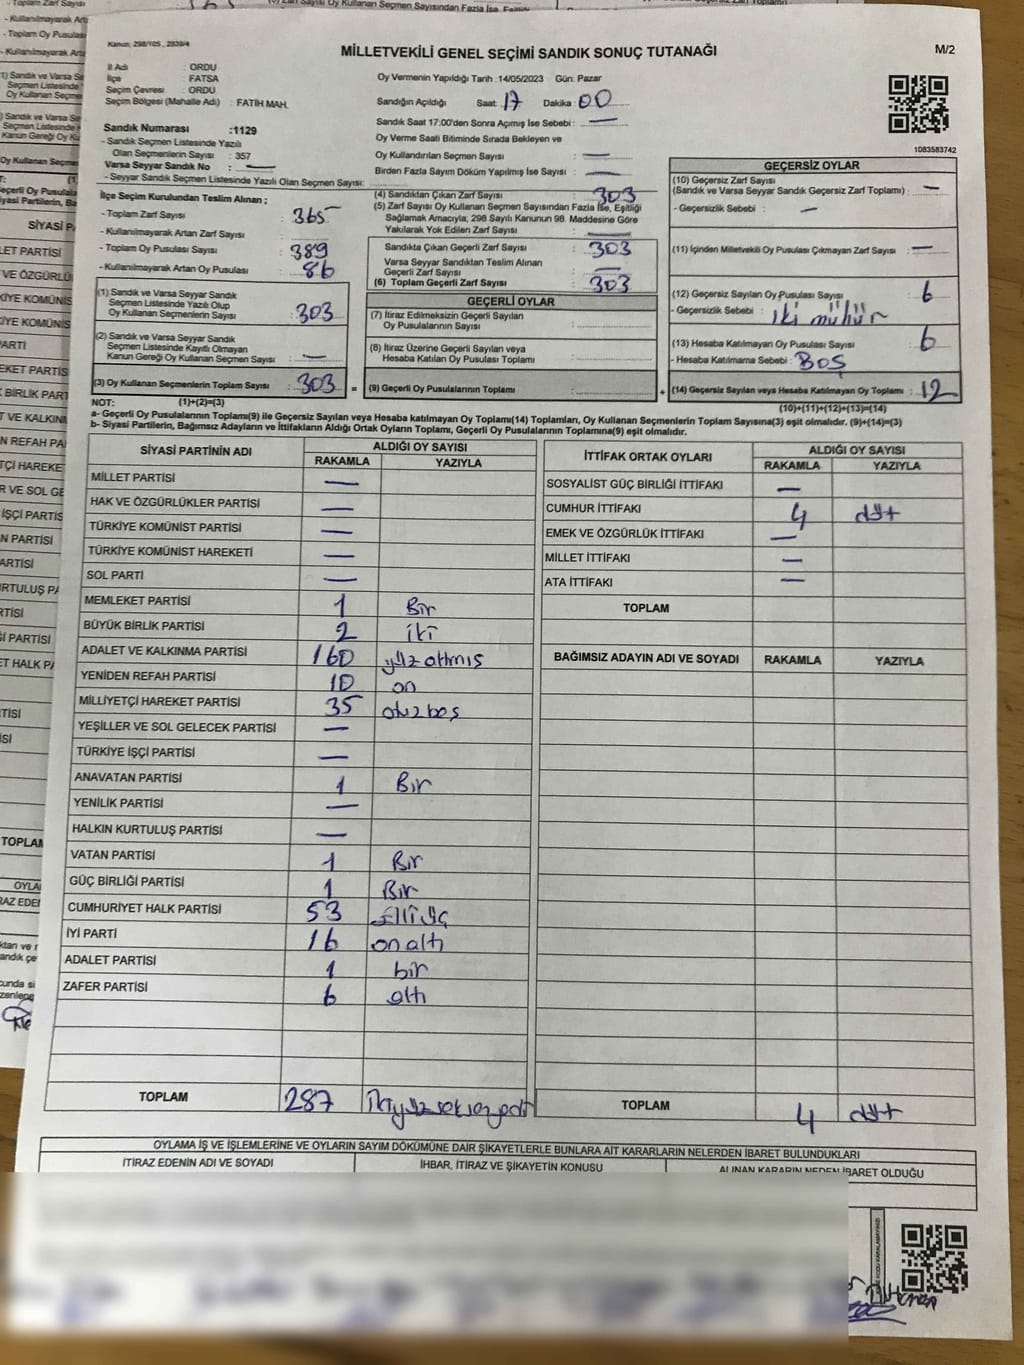 Kanun, 298/105 , 2839/4
MİLLETVEKİLİ GENEL SEÇİMİ SANDIK SONUÇ TUTANAĞI
M/2
İl Adı : ORDU
İlçe : FATSA
Seçim Çevresi : ORDU
Seçim Bölgesi (Mahalle Adı) : FATİH MAH.
Sandık Numarası :1129
- Sandık Seçmen Listesinde Yazılı
Olan Seçmenlerin Sayısı : 357
Varsa Seyyar Sandık No : —
- Seyyar Sandık Seçmen Listesinde Yazılı Olan Seçmen Sayısı:
Oy Vermenin Yapıldığı Tarih :14/05/2023 Gün: Pazar
Sandığın Açıldığı Saat: 17 Dakika : 00
Sandık Saat 17:00'den Sonra Açımış İse Sebebi : —
Oy Verme Saati Bitiminde Sırada Bekleyen ve
Oy Kullandırılan Seçmen Sayısı : —
Birden Fazla Sayım Döküm Yapılmış İse Sayısı : —
1083583742
İlçe Seçim Kurulundan Teslim Alınan ;
- Toplam Zarf Sayısı : 365
- Kullanılmayarak Artan Zarf Sayısı :
- Toplam Oy Pusulası Sayısı : 389
- Kullanılmayarak Artan Oy Pusulası : 86
(4) Sandıktan Çıkan Zarf Sayısı : 303
(5) Zarf Sayısı Oy Kullanan Seçmen Sayısından Fazla İse, Eşitliği
Sağlamak Amacıyla, 298 Sayılı Kanunun 98. Maddesine Göre
Yakılarak Yok Edilen Zarf Sayısı : —
Sandıkta Çıkan Geçerli Zarf Sayısı : 303
Varsa Seyyar Sandıktan Teslim Alınan
Geçerli Zarf Sayısı : —
(6) Toplam Geçerli Zarf Sayısı : 303
GEÇERSİZ OYLAR
(10) Geçersiz Zarf Sayısı
(Sandık ve Varsa Seyyar Sandık Geçersiz Zarf Toplamı) : —
- Geçersizlik Sebebi : —
(11) İçinden Milletvekili Oy Pusulası Çıkmayan Zarf Sayısı : —
(12) Geçersiz Sayılan Oy Pusulası Sayısı : 6
- Geçersizlik Sebebi : iki mühür
(13) Hesaba Katılmayan Oy Pusulası Sayısı : 6
- Hesaba Katılmama Sebebi : BOŞ
(14) Geçersiz Sayılan veya Hesaba Katılmayan Oy Toplamı : 12
(1) Sandık ve Varsa Seyyar Sandık
Seçmen Listesinde Yazılı Olup
Oy Kullanan Seçmenlerin Sayısı : 303
(2) Sandık ve Varsa Seyyar Sandık
Seçmen Listesinde Kayıtlı Olmayan
Kanun Gereği Oy Kullanan Seçmen Sayısı : —
(3) Oy Kullanan Seçmenlerin Toplam Sayısı : 303 =
GEÇERLİ OYLAR
(7) İtiraz Edilmeksizin Geçerli Sayılan
Oy Pusulalarının Sayısı :
(8) İtiraz Üzerine Geçerli Sayılan veya
Hesaba Katılan Oy Pusulası Toplamı :
(9) Geçerli Oy Pusulalarının Toplamı : +
NOT: (1)+(2)=(3)
(10)+(11)+(12)+(13)=(14)
a- Geçerli Oy Pusulalarının Toplamı(9) ile Geçersiz Sayılan veya Hesaba katılmayan Oy Toplamı(14) Toplamları, Oy Kullanan Seçmenlerin Toplam Sayısına(3) eşit olmalıdır. (9)+(14)=(3)
b- Siyasi Partilerin, Bağımsız Adayların ve İttifakların Aldığı Ortak Oyların Toplamı, Geçerli Oy Pusulalarının Toplamına(9) eşit olmalıdır.
SİYASİ PARTİNİN ADI ALDIĞI OY SAYISI
RAKAMLA YAZIYLA
MİLLET PARTİSİ —
HAK VE ÖZGÜRLÜKLER PARTİSİ —
TÜRKİYE KOMÜNİST PARTİSİ —
TÜRKİYE KOMÜNİST HAREKETİ —
SOL PARTİ —
MEMLEKET PARTİSİ 1 Bir
BÜYÜK BİRLİK PARTİSİ 2 iki
ADALET VE KALKINMA PARTİSİ 160 yüz altmış
YENİDEN REFAH PARTİSİ 10 on
MİLLİYETÇİ HAREKET PARTİSİ 35 otuz beş
YEŞİLLER VE SOL GELECEK PARTİSİ —
TÜRKİYE İŞÇİ PARTİSİ —
ANAVATAN PARTİSİ 1 Bir
YENİLİK PARTİSİ —
HALKIN KURTULUŞ PARTİSİ —
VATAN PARTİSİ 1 Bir
GÜÇ BİRLİĞİ PARTİSİ 1 Bir
CUMHURİYET HALK PARTİSİ 53 Elli üç
İYİ PARTİ 16 on altı
ADALET PARTİSİ 1 bir
ZAFER PARTİSİ 6 altı
TOPLAM 287 ikiyüzseksenyedi
İTTİFAK ORTAK OYLARI ALDIĞI OY SAYISI
RAKAMLA YAZIYLA
SOSYALİST GÜÇ BİRLİĞİ İTTİFAKI —
CUMHUR İTTİFAKI 4 dört
EMEK VE ÖZGÜRLÜK İTTİFAKI —
MİLLET İTTİFAKI —
ATA İTTİFAKI —
TOPLAM
BAĞIMSIZ ADAYIN ADI VE SOYADI RAKAMLA YAZIYLA
TOPLAM 4 dört
OYLAMA İŞ VE İŞLEMLERİNE VE OYLARIN SAYIM DÖKÜMÜNE DAİR ŞİKAYETLERLE BUNLARA AİT KARARLARIN NELERDEN İBARET BULUNDUKLARI
İTİRAZ EDENİN ADI VE SOYADI İHBAR, İTİRAZ VE ŞİKAYETİN KONUSU ALINAN KARARIN NEDEN İBARET OLDUĞU